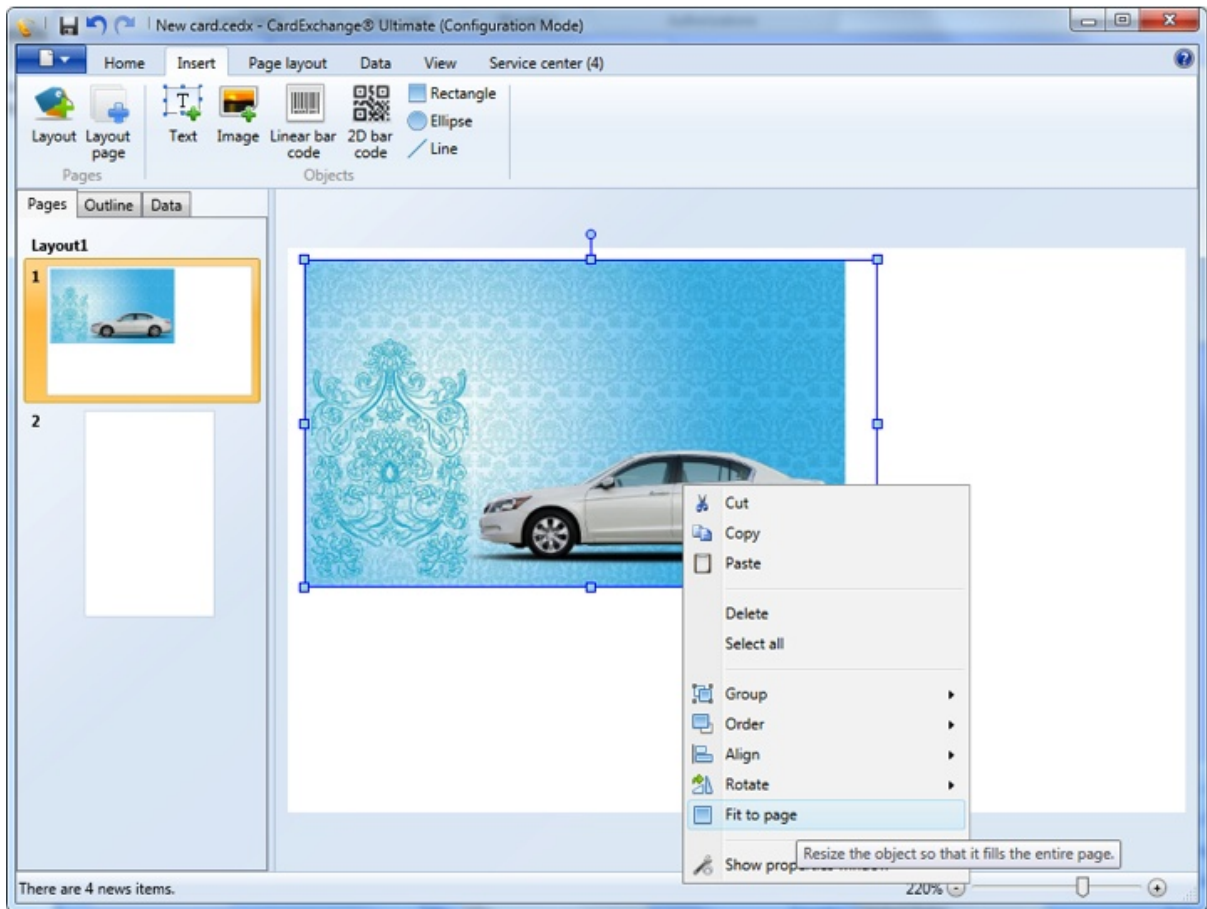 New card.cedx - CardExchange® Ultimate (Configuration Mode)
Home Insert Page layout Data View Service center (4)
Layout Layout page
Text Image Linear bar code 2D bar code
Rectangle
Ellipse
Line
Pages Objects
Pages Outline Data
Layout1
1
2
Cut
Copy
Paste
Delete
Select all
Group
Order
Align
Rotate
Fit to page
Resize the object so that it fills the entire page.
Show
There are 4 news items.
220%